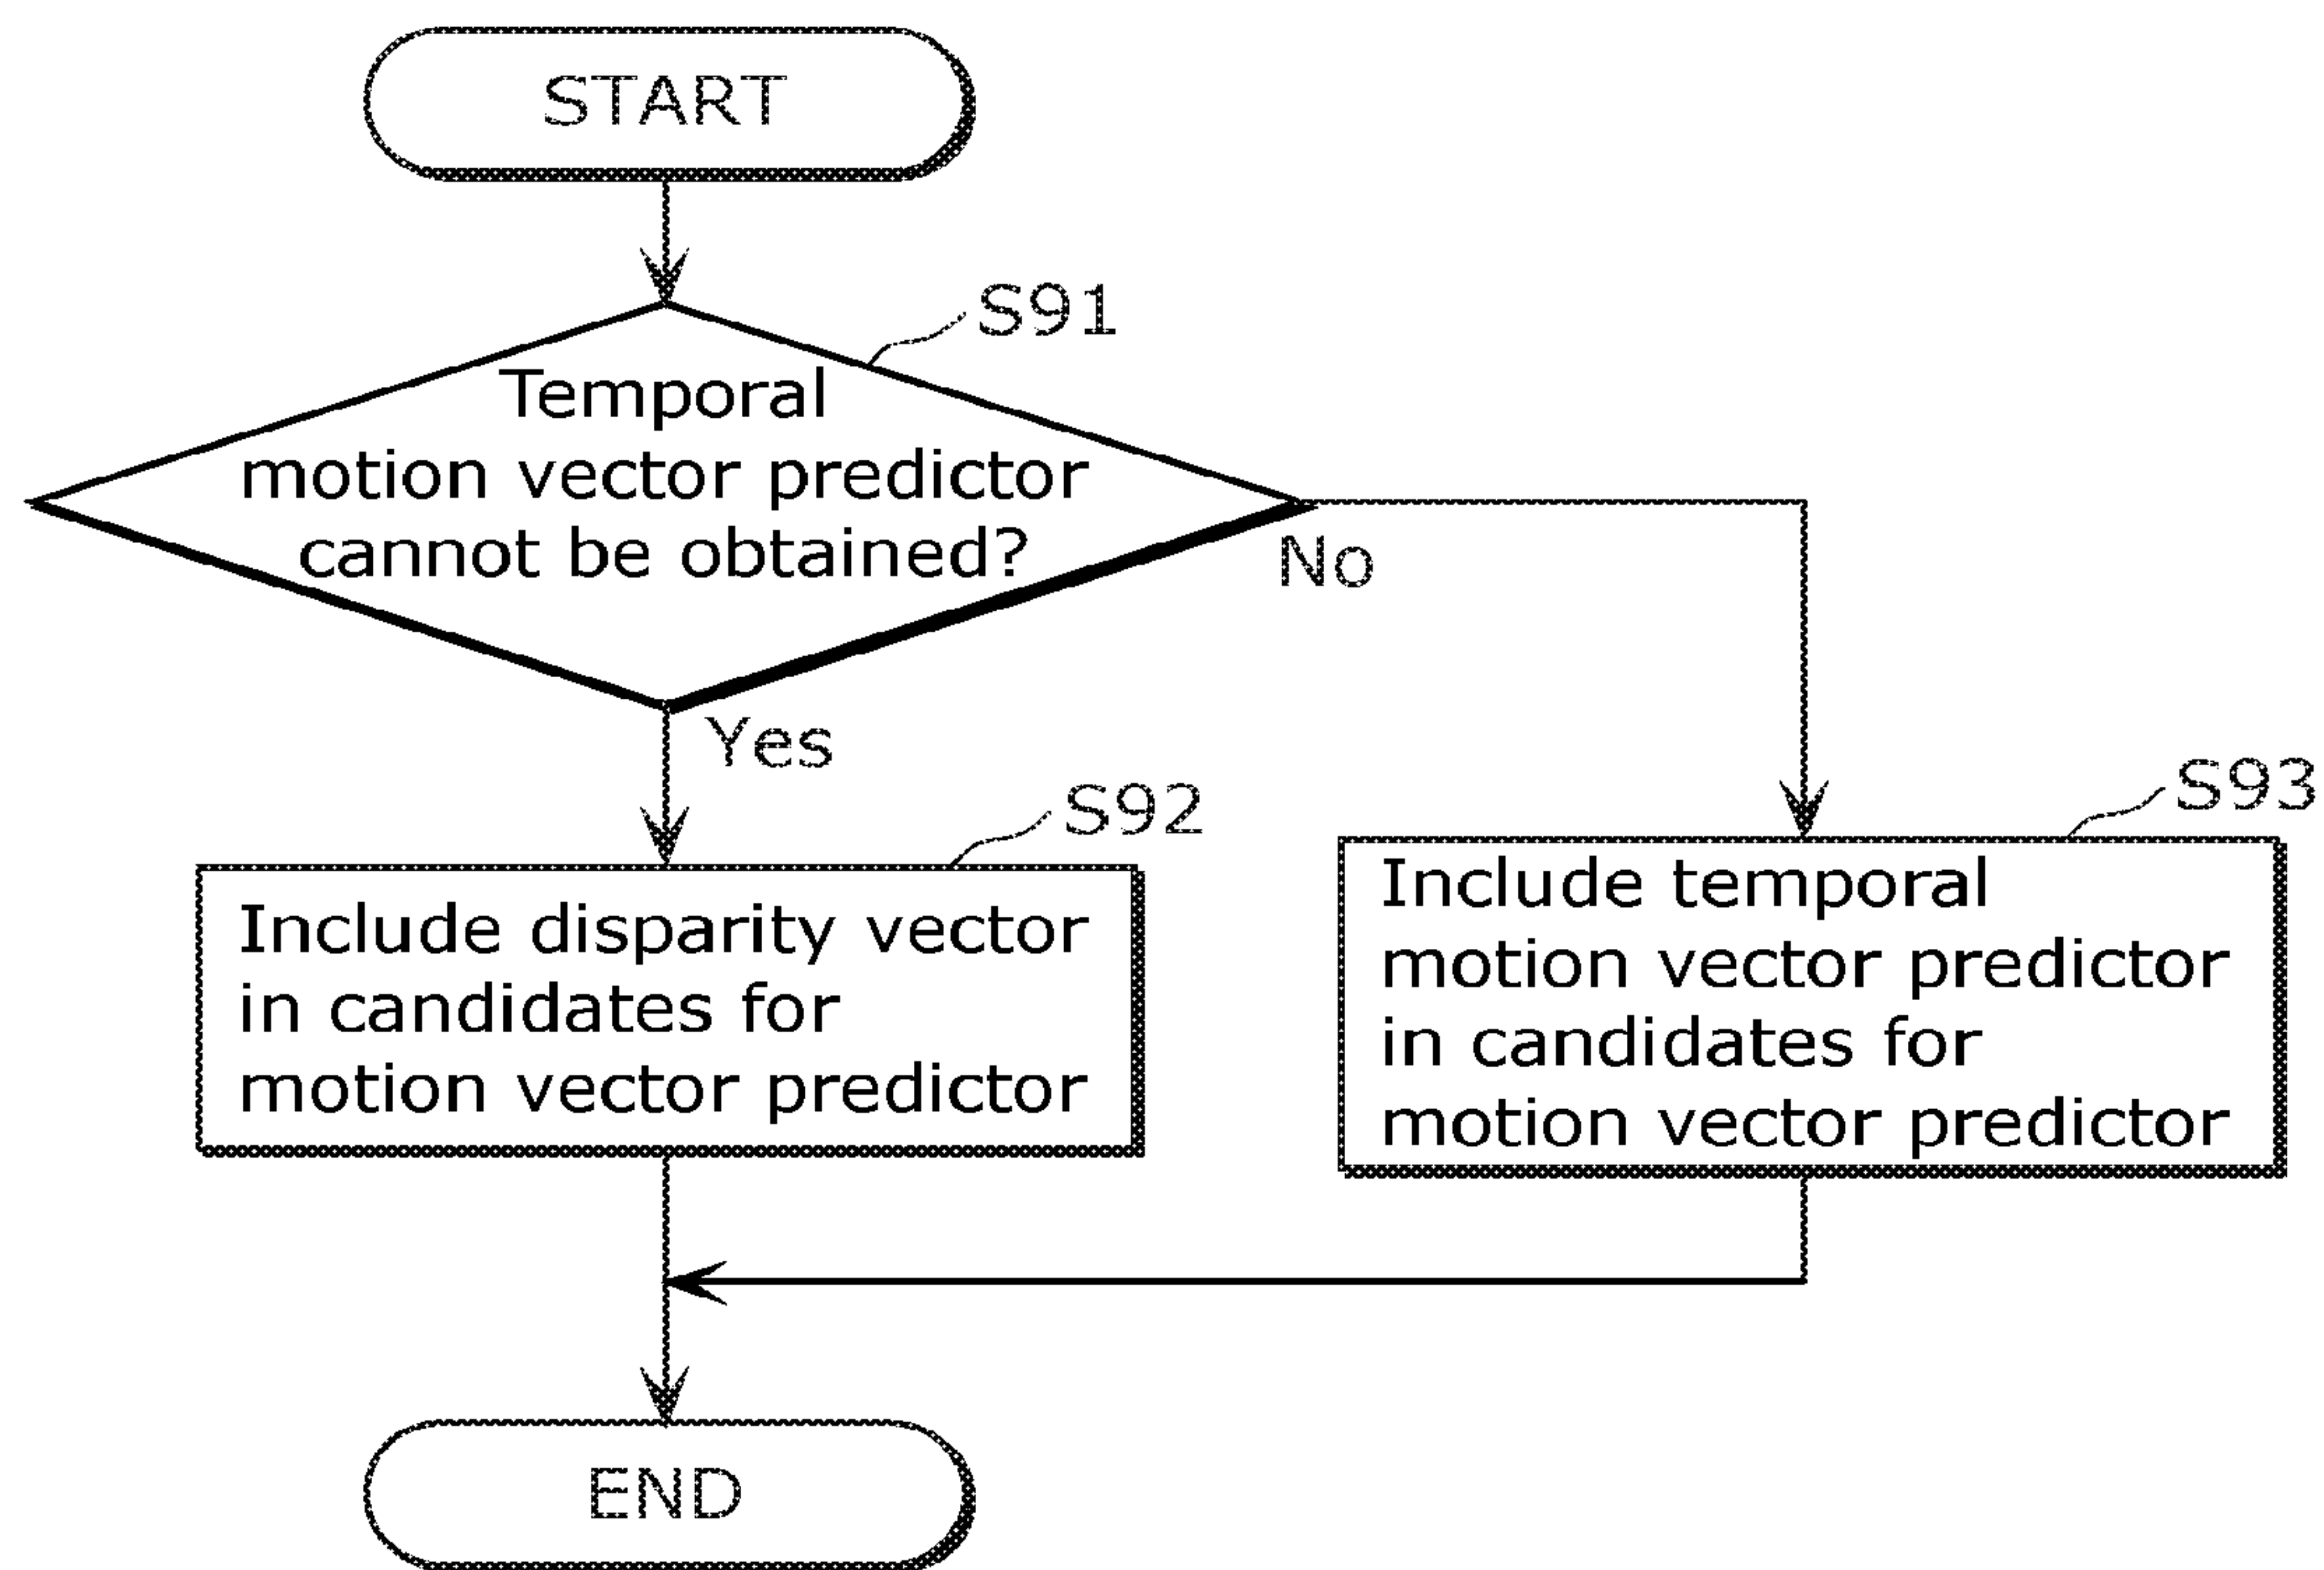 START
S91
Temporal
motion vector predictor
cannot be obtained?
No
Yes
S92
Include disparity vector
in candidates for
motion vector predictor
S93
Include temporal
motion vector predictor
in candidates for
motion vector predictor
END